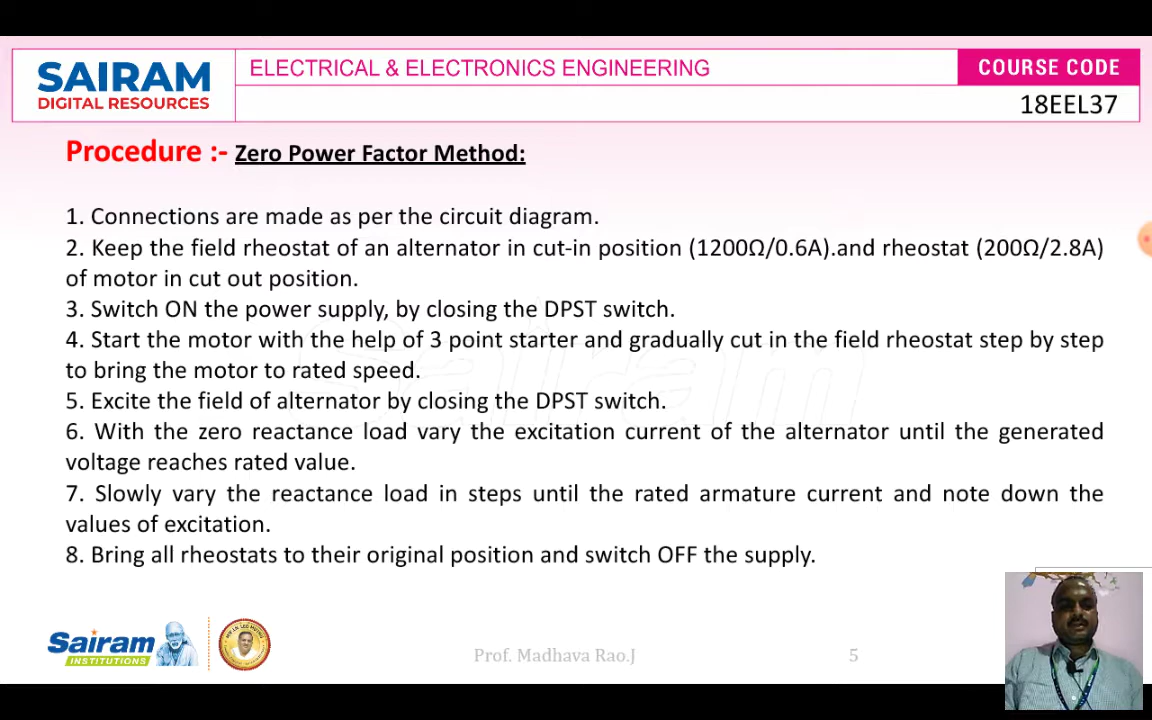 SAIRAM
DIGITAL RESOURCES
ELECTRICAL & ELECTRONICS ENGINEERING
COURSE CODE
18EEL37
Procedure :- Zero Power Factor Method:
1. Connections are made as per the circuit diagram.
2. Keep the field rheostat of an alternator in cut-in position (1200Ω/0.6A).and rheostat (200Ω/2.8A)
of motor in cut out position.
3. Switch ON the power supply, by closing the DPST switch.
4. Start the motor with the help of 3 point starter and gradually cut in the field rheostat step by step
to bring the motor to rated speed.
5. Excite the field of alternator by closing the DPST switch.
6. With the zero reactance load vary the excitation current of the alternator until the generated
voltage reaches rated value.
7. Slowly vary the reactance load in steps until the rated armature current and note down the
values of excitation.
8. Bring all rheostats to their original position and switch OFF the supply.
Sairam
Sairam
INSTITUTIONS
Prof. Madhava Rao.J
5